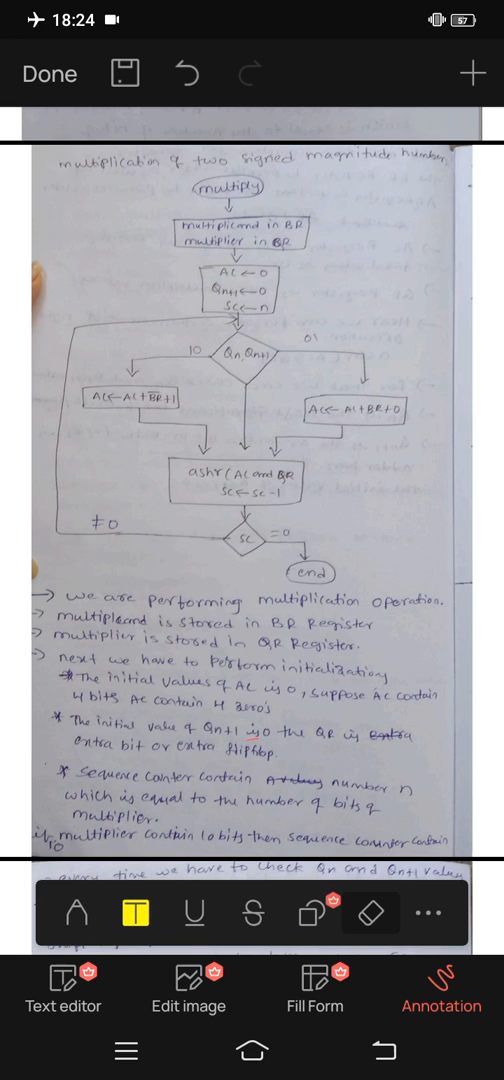 18:24
57
Done
multiplication of two signed magnitude number.
multiply
multiplicand in BR
multiplier in QR
AC ← 0
Qn+1 ← 0
SC ← n
10
Qn, Qn+1
01
AC ← AC + B̅R̅ + 1
AC ← AC + BR + 0
ashr (AC and QR
SC ← SC - 1
≠ 0
SC
= 0
end
→ we are performing multiplication operation.
→ multiplcand is stored in BR Register
→ multiplier is stored in QR Register.
→ next we have to perform initialization
* The initial values of AC is 0, suppose AC contain
4 bits AC contain 4 zero's
* The initial value of Qn+1 is 0 the QR is extra
extra bit or extra flipflop.
* Sequence counter contain number n
which is equal to the number of bits of
multiplier.
if multiplier contain 10 bits then sequence counter contain
10
every time we have to check Qn and Qn+1 value
T
U
S
Text editor
Edit image
Fill Form
Annotation